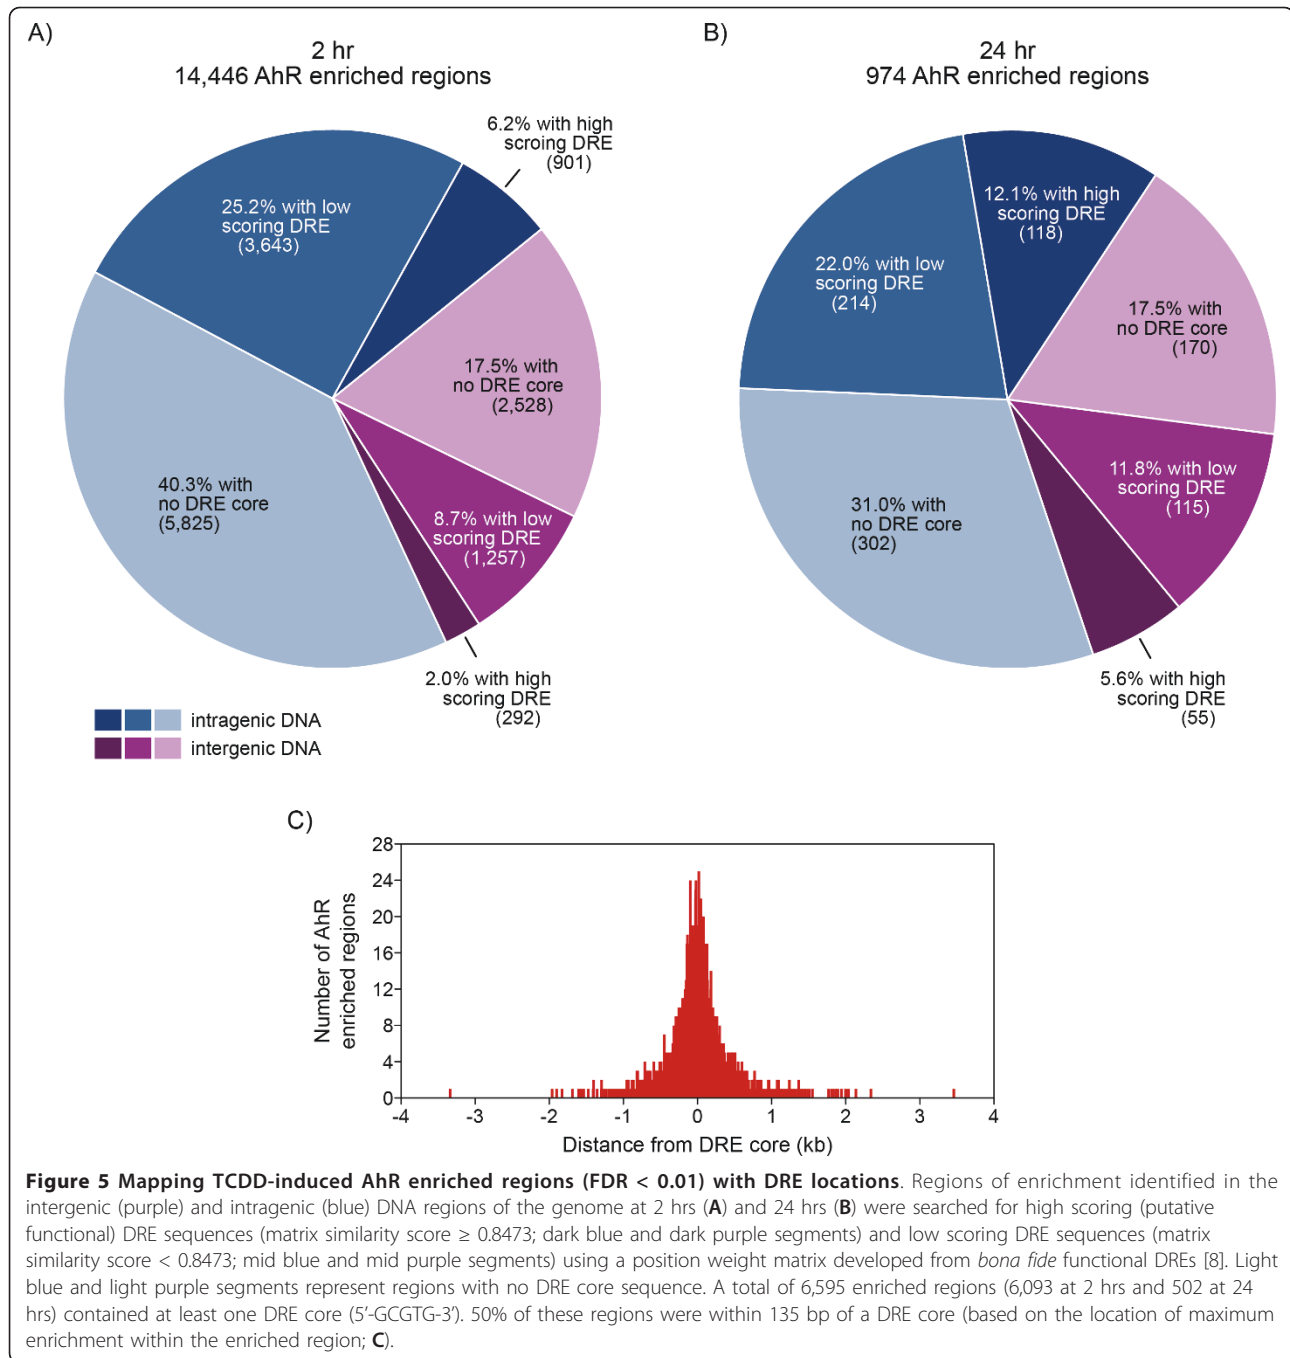 A)
2 hr
14,446 AhR enriched regions
6.2% with high
scroing DRE
(901)
25.2% with low
scoring DRE
(3,643)
17.5% with
no DRE core
(2,528)
40.3% with
no DRE core
(5,825)
8.7% with low
scoring DRE
(1,257)
2.0% with high
scoring DRE
(292)
intragenic DNA
intergenic DNA
B)
24 hr
974 AhR enriched regions
12.1% with high
scoring DRE
(118)
22.0% with low
scoring DRE
(214)
17.5% with
no DRE core
(170)
11.8% with low
scoring DRE
(115)
31.0% with
no DRE core
(302)
5.6% with high
scoring DRE
(55)
C)
Number of AhR
enriched regions
28
24
20
16
12
8
4
0
-4
-3
-2
-1
0
1
2
3
4
Distance from DRE core (kb)
Figure 5 Mapping TCDD-induced AhR enriched regions (FDR < 0.01) with DRE locations. Regions of enrichment identified in the
intergenic (purple) and intragenic (blue) DNA regions of the genome at 2 hrs (A) and 24 hrs (B) were searched for high scoring (putative
functional) DRE sequences (matrix similarity score ≥ 0.8473; dark blue and dark purple segments) and low scoring DRE sequences (matrix
similarity score < 0.8473; mid blue and mid purple segments) using a position weight matrix developed from bona fide functional DREs [8]. Light
blue and light purple segments represent regions with no DRE core sequence. A total of 6,595 enriched regions (6,093 at 2 hrs and 502 at 24
hrs) contained at least one DRE core (5′-GCGTG-3′). 50% of these regions were within 135 bp of a DRE core (based on the location of maximum
enrichment within the enriched region; C).